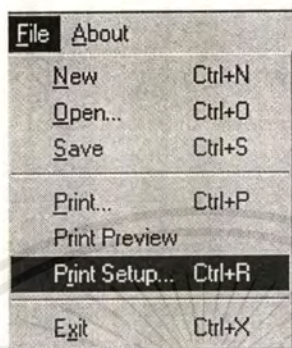 File About
New Ctrl+N
Open... Ctrl+O
Save Ctrl+S
Print... Ctrl+P
Print Preview
Print Setup... Ctrl+R
Exit Ctrl+X